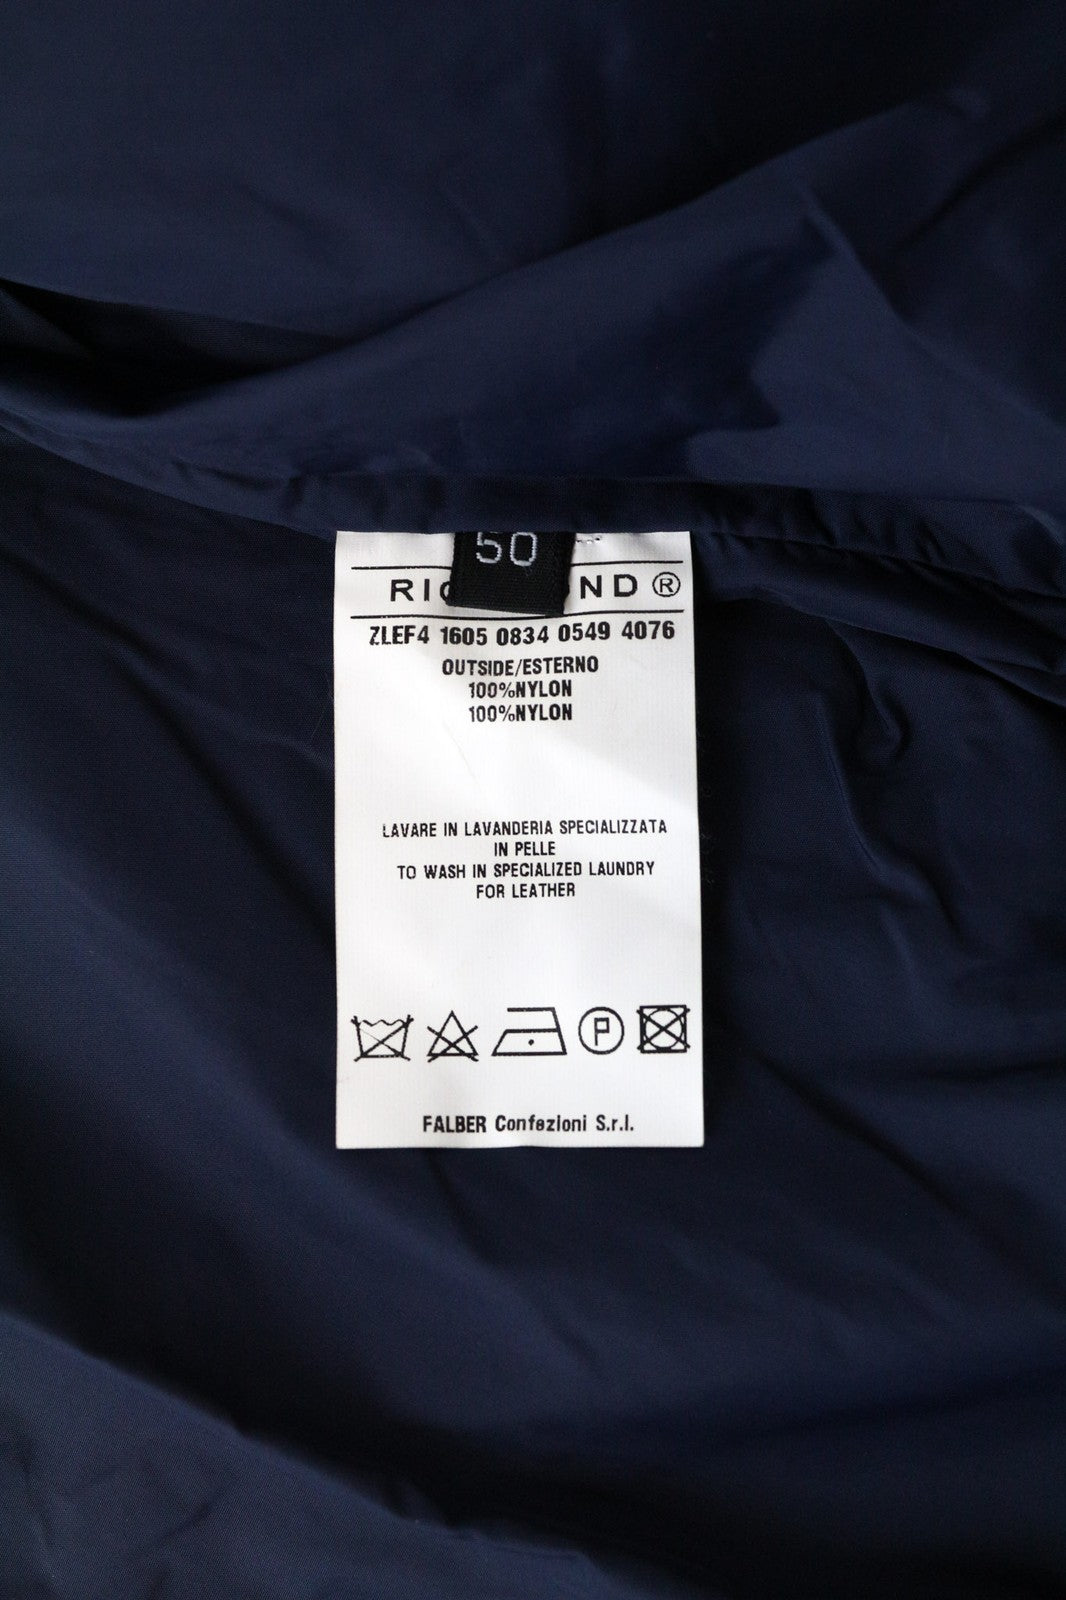 50
ND ®
ZLEF4 1605 0834 0549 4076
OUTSIDE/ESTERNO
100%NYLON
100%NYLON
LAVARE IN LAVANDERIA SPECIALIZZATA
IN PELLE
TO WASH IN SPECIALIZED LAUNDRY
FOR LEATHER
P
FALBER Confezioni S.r.l.